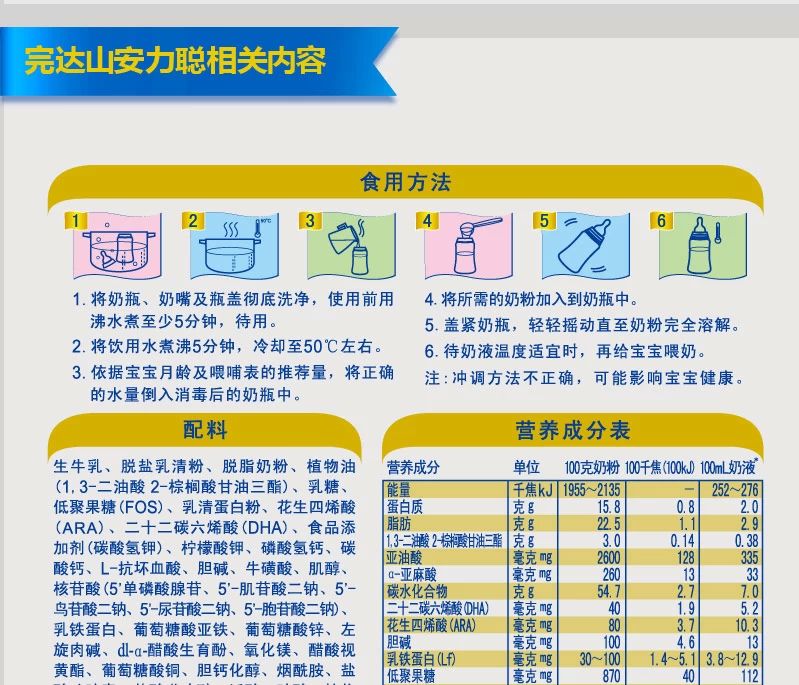 完达山安力聪相关内容
食用方法
1
2
90℃
3
4
5
6
1. 将奶瓶、奶嘴及瓶盖彻底洗净，使用前用
沸水煮至少5分钟，待用。
2. 将饮用水煮沸5分钟，冷却至50℃左右。
3. 依据宝宝月龄及喂哺表的推荐量，将正确
的水量倒入消毒后的奶瓶中。
4. 将所需的奶粉加入到奶瓶中。
5. 盖紧奶瓶，轻轻摇动直至奶粉完全溶解。
6. 待奶液温度适宜时，再给宝宝喂奶。
注：冲调方法不正确，可能影响宝宝健康。
配料
生牛乳、脱盐乳清粉、脱脂奶粉、植物油
(1,3-二油酸 2-棕榈酸甘油三酯)、乳糖、
低聚果糖(FOS)、乳清蛋白粉、花生四烯酸
(ARA)、二十二碳六烯酸(DHA)、食品添
加剂(碳酸氢钾)、柠檬酸钾、磷酸氢钙、碳
酸钙、L-抗坏血酸、胆碱、牛磺酸、肌醇、
核苷酸(5'单磷酸腺苷、5'-肌苷酸二钠、5'-
鸟苷酸二钠、5'-尿苷酸二钠、5'-胞苷酸二钠)、
乳铁蛋白、葡萄糖酸亚铁、葡萄糖酸锌、左
旋肉碱、dl-α-醋酸生育酚、氧化镁、醋酸视
黄酯、葡萄糖酸铜、胆钙化醇、烟酰胺、盐
营养成分表
营养成分 单位 100克奶粉 100千焦(100kJ) 100mL奶液*
能量 千焦kJ 1955～2135 — 252～276
蛋白质 克 g 15.8 0.8 2.0
脂肪 克 g 22.5 1.1 2.9
1,3-二油酸 2-棕榈酸甘油三酯 克 g 3.0 0.14 0.38
亚油酸 毫克 mg 2600 128 335
α-亚麻酸 毫克 mg 260 13 33
碳水化合物 克 g 54.7 2.7 7.0
二十二碳六烯酸(DHA) 毫克 mg 40 1.9 5.2
花生四烯酸(ARA) 毫克 mg 80 3.7 10.3
胆碱 毫克 mg 100 4.6 13
乳铁蛋白(Lf) 毫克 mg 30～100 1.4～5.1 3.8～12.9
低聚果糖 毫克 mg 870 40 112